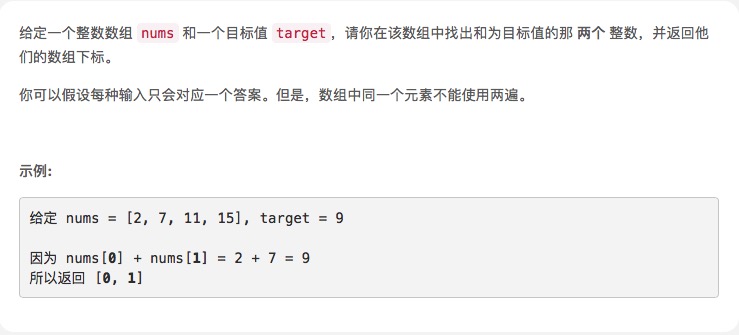 给定一个整数数组 nums 和一个目标值 target，请你在该数组中找出和为目标值的那 两个 整数，并返回他
们的数组下标。
你可以假设每种输入只会对应一个答案。但是，数组中同一个元素不能使用两遍。
示例:
给定 nums = [2, 7, 11, 15], target = 9
因为 nums[0] + nums[1] = 2 + 7 = 9
所以返回 [0, 1]